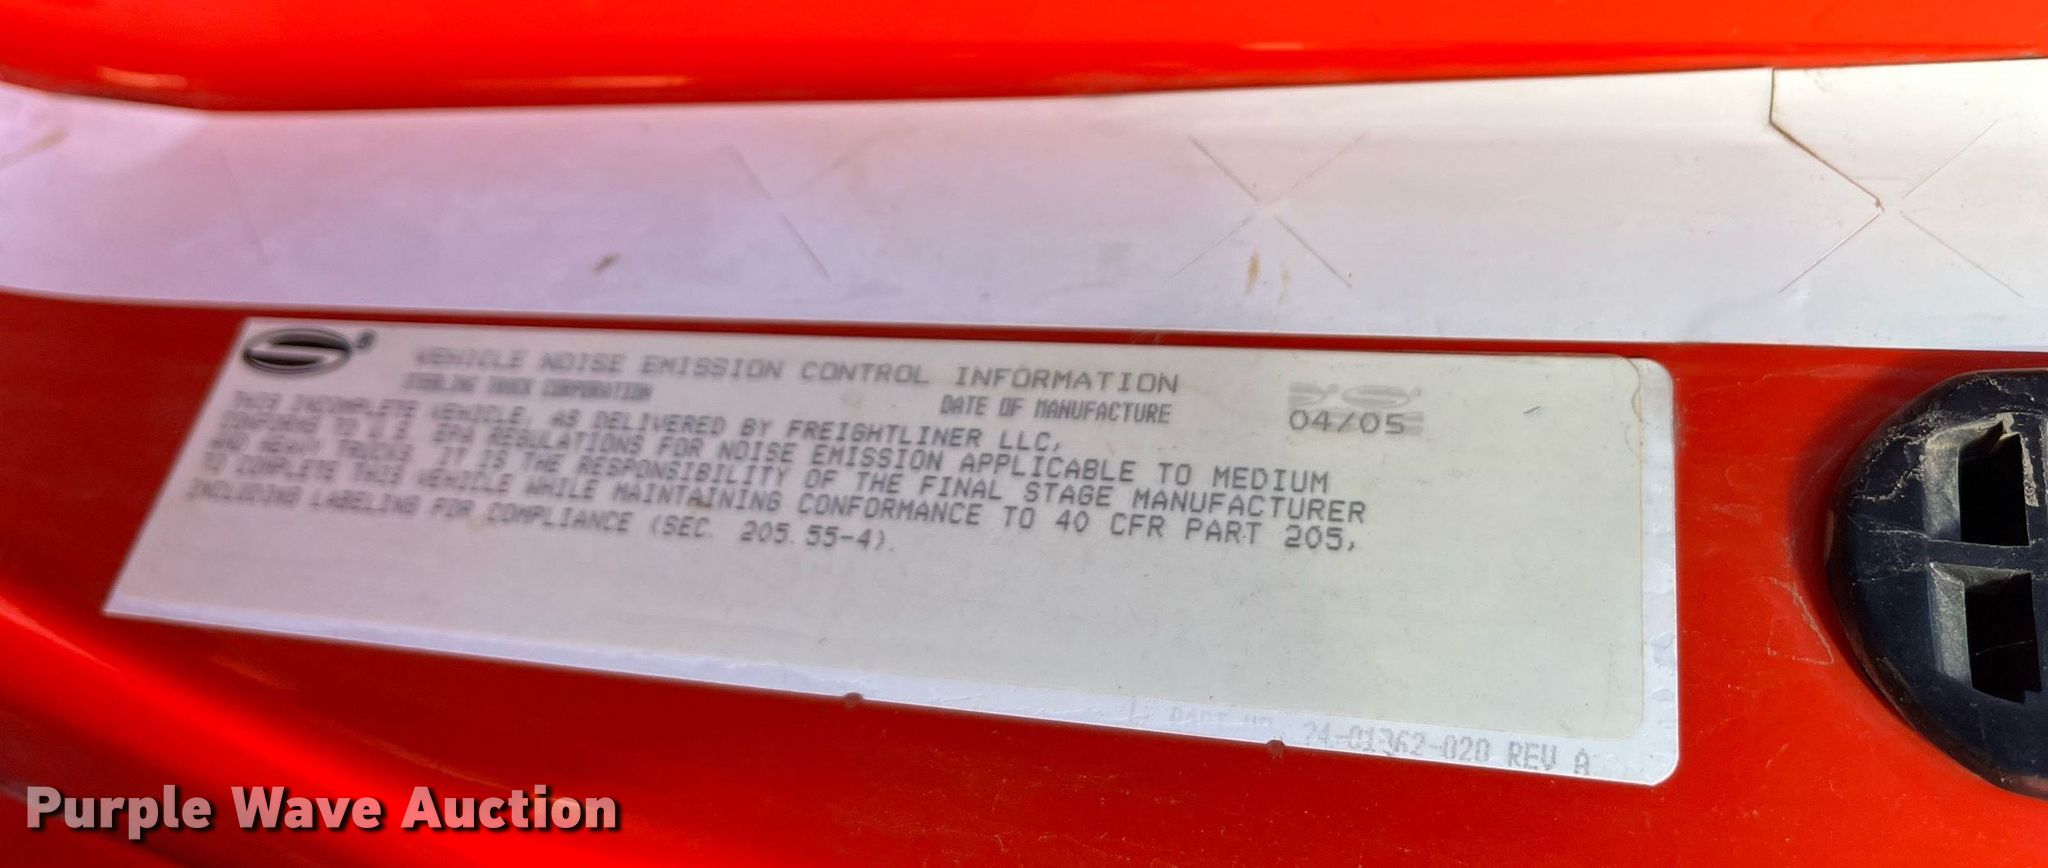 VEHICLE NOISE EMISSION CONTROL INFORMATION
STERLING TRUCK CORPORATION
DATE OF MANUFACTURE 04/05
THIS INCOMPLETE VEHICLE, AS DELIVERED BY FREIGHTLINER LLC,
CONFORMS TO U.S. EPA REGULATIONS FOR NOISE EMISSION APPLICABLE TO MEDIUM
AND HEAVY TRUCKS. IT IS THE RESPONSIBILITY OF THE FINAL STAGE MANUFACTURER
TO COMPLETE THIS VEHICLE WHILE MAINTAINING CONFORMANCE TO 40 CFR PART 205,
INCLUDING LABELING FOR COMPLIANCE (SEC. 205.55-4).
PART NO. 24-01362-020 REV A
Purple Wave Auction